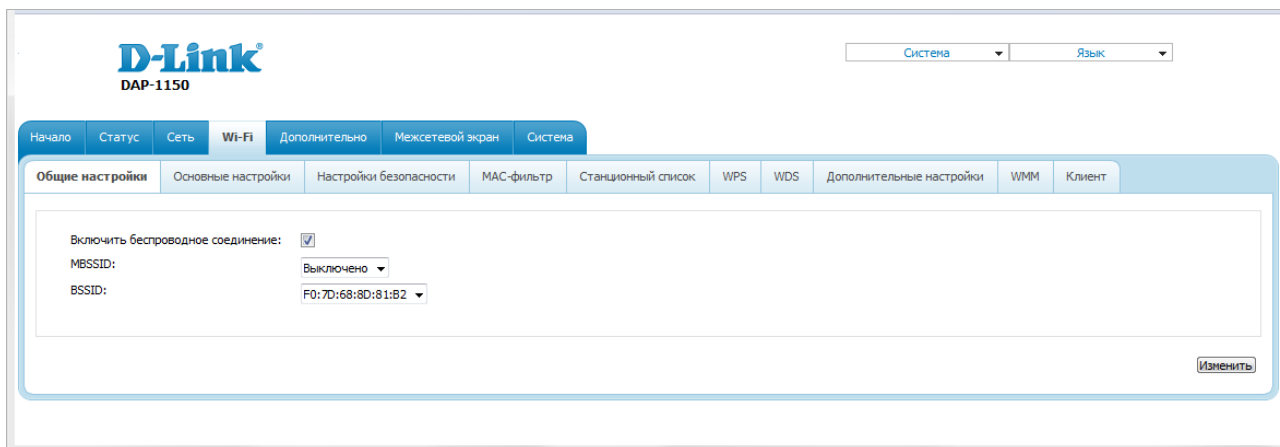 D-Link®
DAP-1150
Система Язык
Начало Статус Сеть Wi-Fi Дополнительно Межсетевой экран Система
Общие настройки Основные настройки Настройки безопасности MAC-фильтр Станционный список WPS WDS Дополнительные настройки WMM Клиент
Включить беспроводное соединение:
MBSSID: Выключено
BSSID: F0:7D:68:8D:81:B2
Изменить